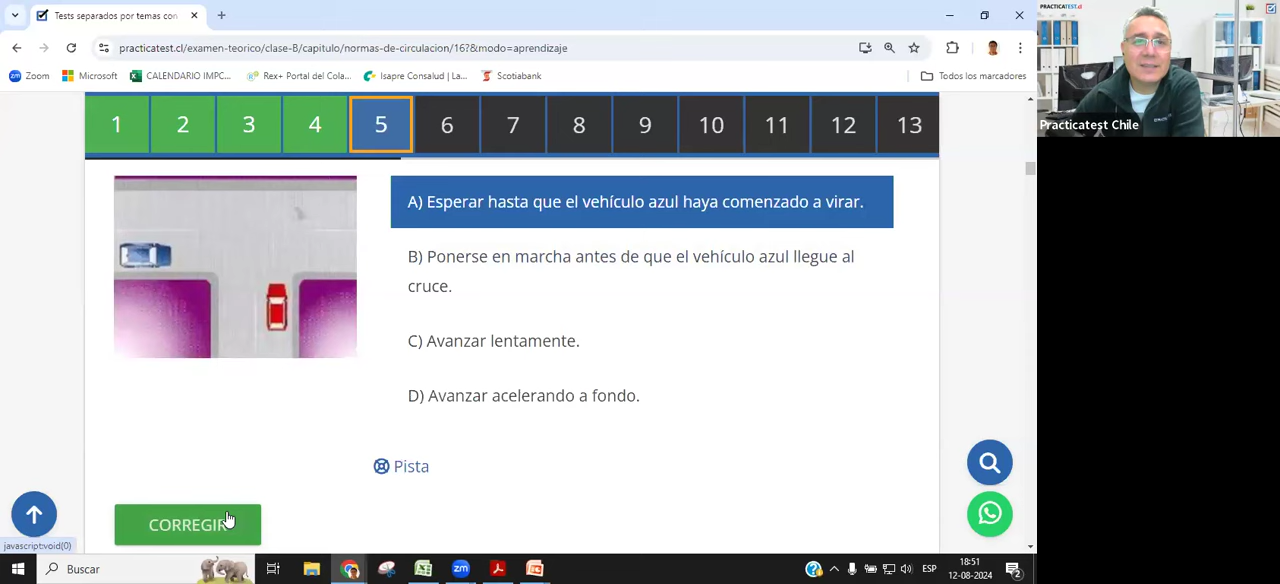 Tests separados por temas con
practicatest.cl/examen-teorico/clase-B/capitulo/normas-de-circulacion/16?&modo=aprendizaje
Zoom
Microsoft
CALENDARIO IMPC...
Rex+ Portal del Cola...
Isapre Consalud | La...
Scotiabank
Todos los marcadores
PRACTICATEST.cl
Practicatest Chile
1 2 3 4 5 6 7 8 9 10 11 12 13
A) Esperar hasta que el vehículo azul haya comenzado a virar.
B) Ponerse en marcha antes de que el vehículo azul llegue al
cruce.
C) Avanzar lentamente.
D) Avanzar acelerando a fondo.
Pista
CORREGIR
javascript:void(0)
Buscar
ESP
18:51
12-08-2024
2